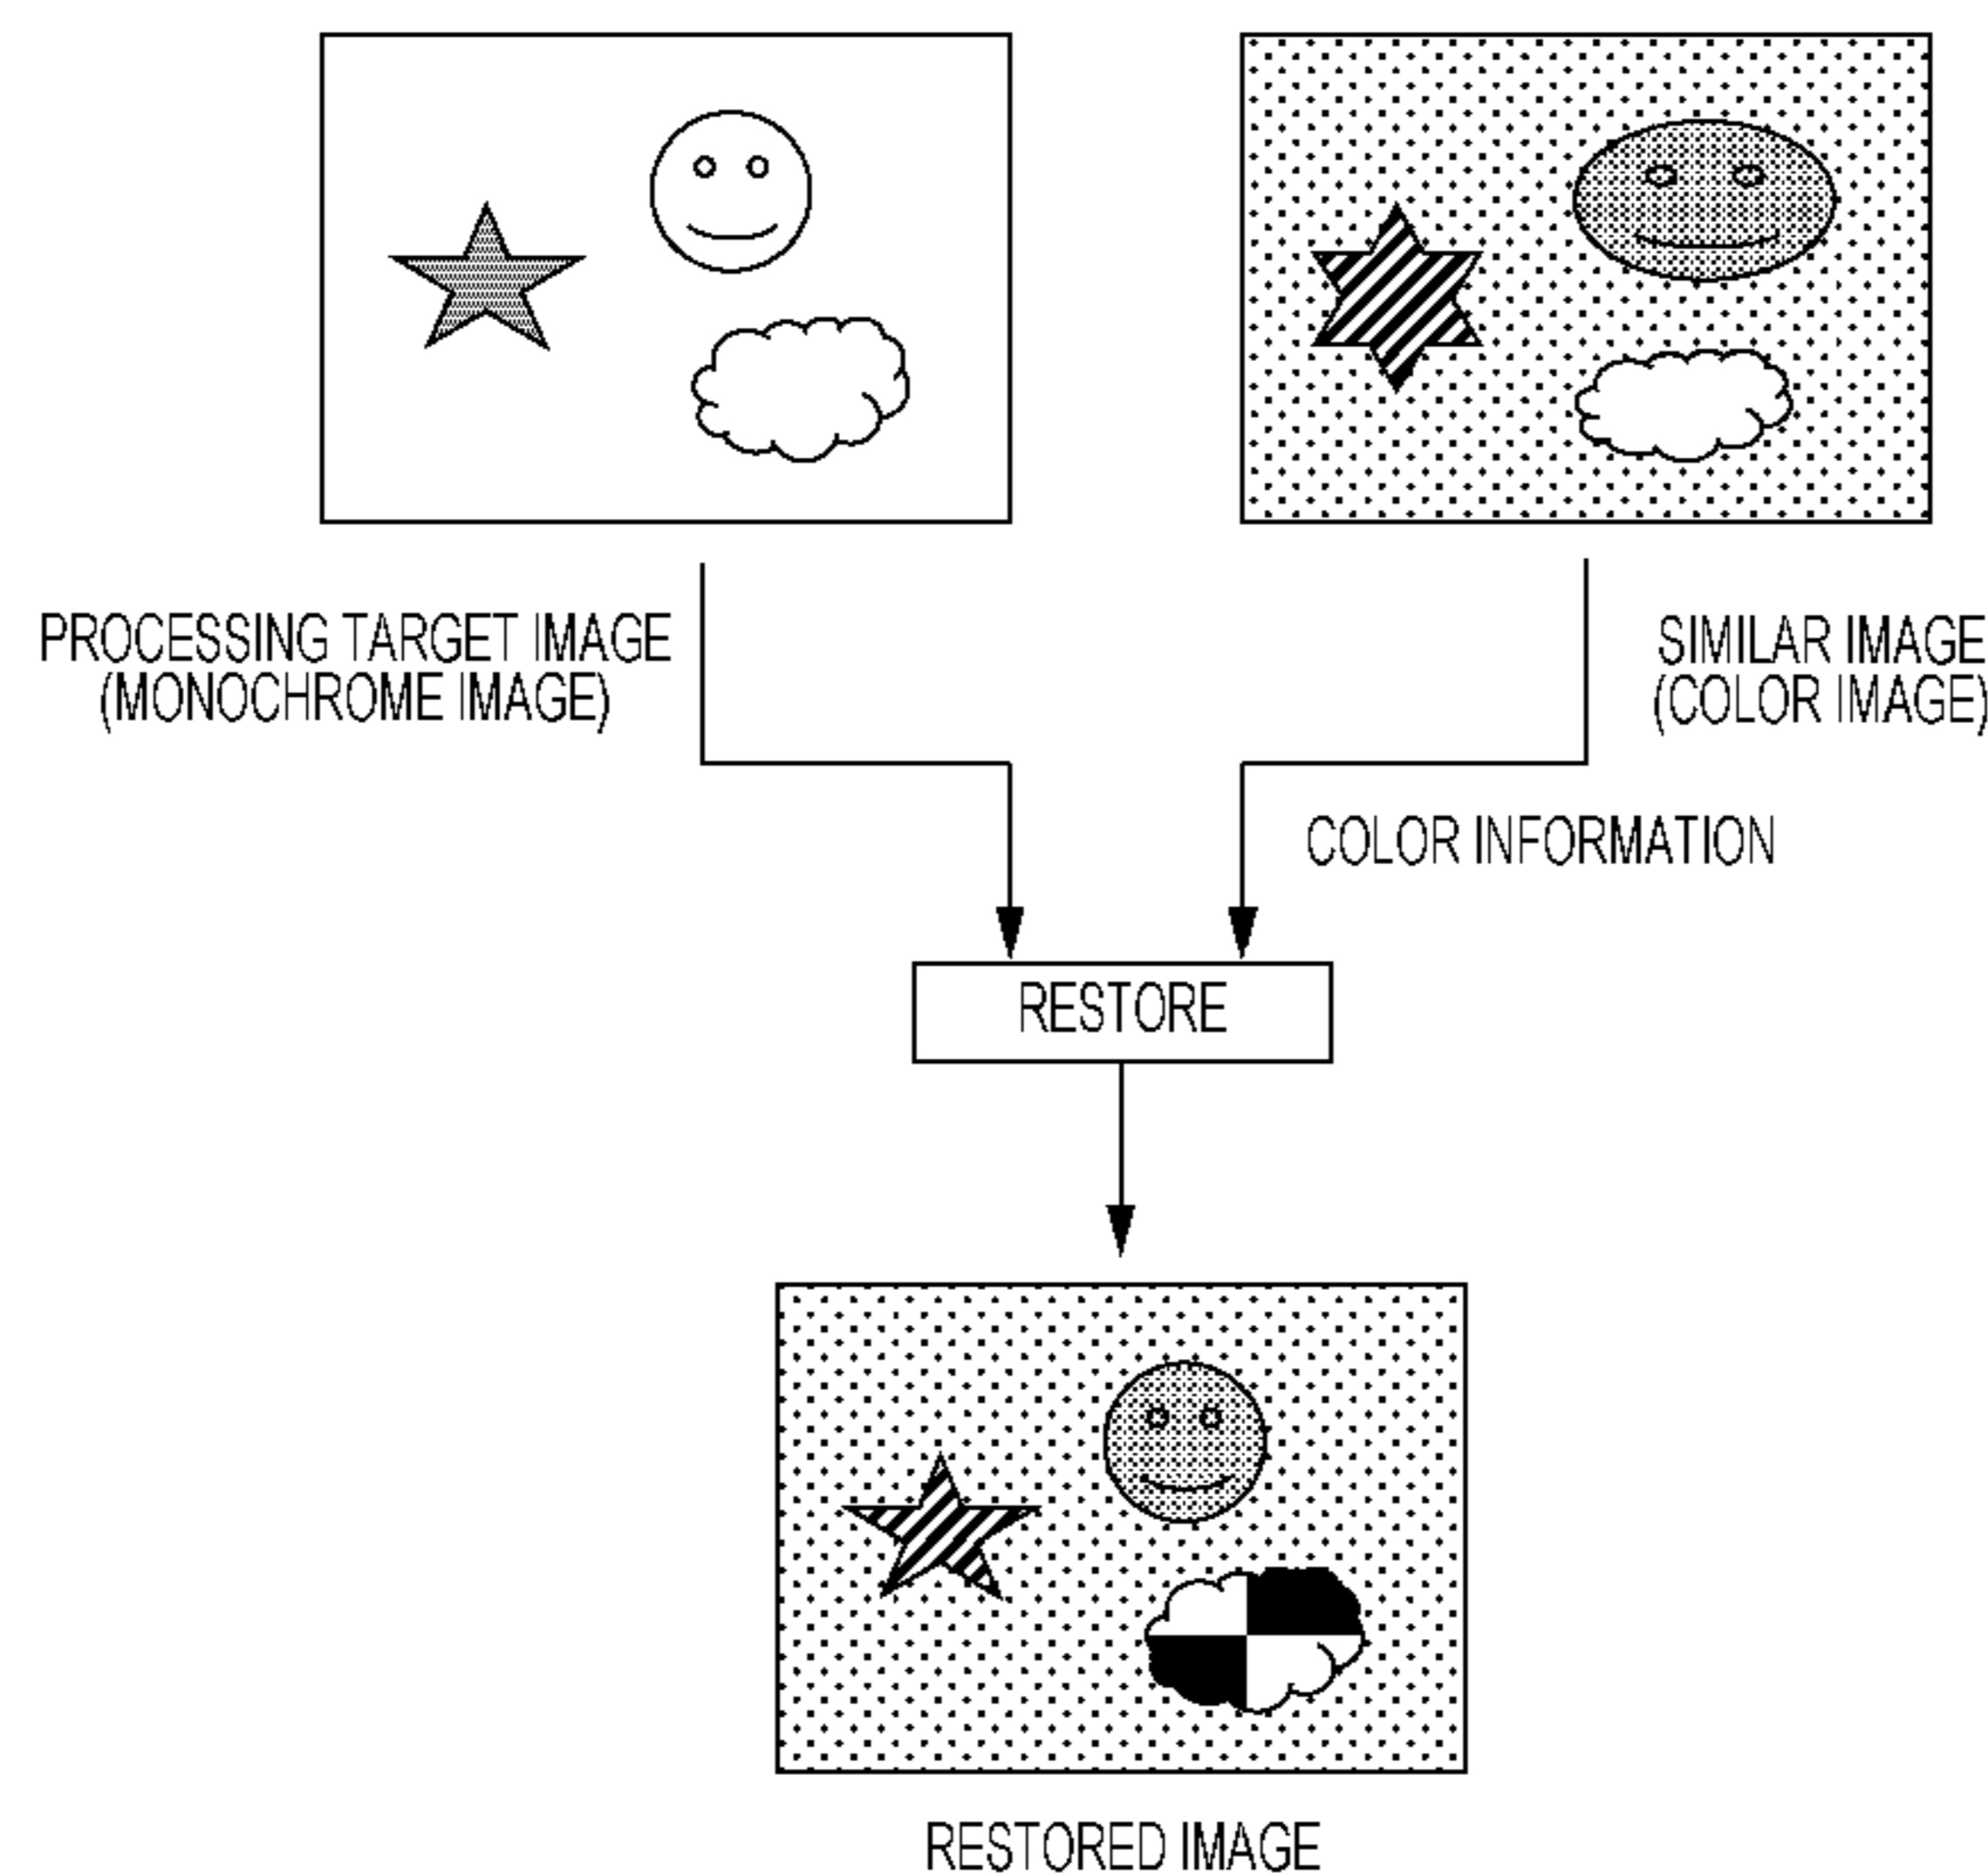 PROCESSING TARGET IMAGE
(MONOCHROME IMAGE)
SIMILAR IMAGE
(COLOR IMAGE)
COLOR INFORMATION
RESTORE
RESTORED IMAGE